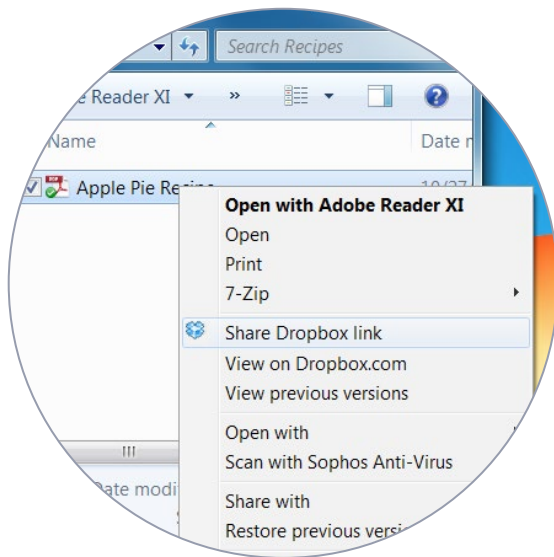 Search Recipes
Reader XI »
Name Date
Apple Pie Recipe
Open with Adobe Reader XI
Open
Print
7-Zip
Share Dropbox link
View on Dropbox.com
View previous versions
Open with
Scan with Sophos Anti-Virus
Date
Share with
Restore previous